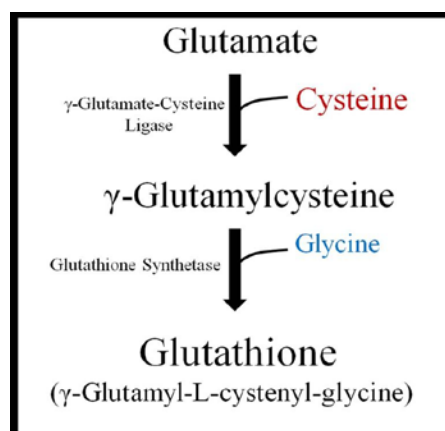 Glutamate
γ-Glutamate-Cysteine
Ligase
Cysteine
γ-Glutamylcysteine
Glutathione Synthetase
Glycine
Glutathione
(γ-Glutamyl-L-cystenyl-glycine)